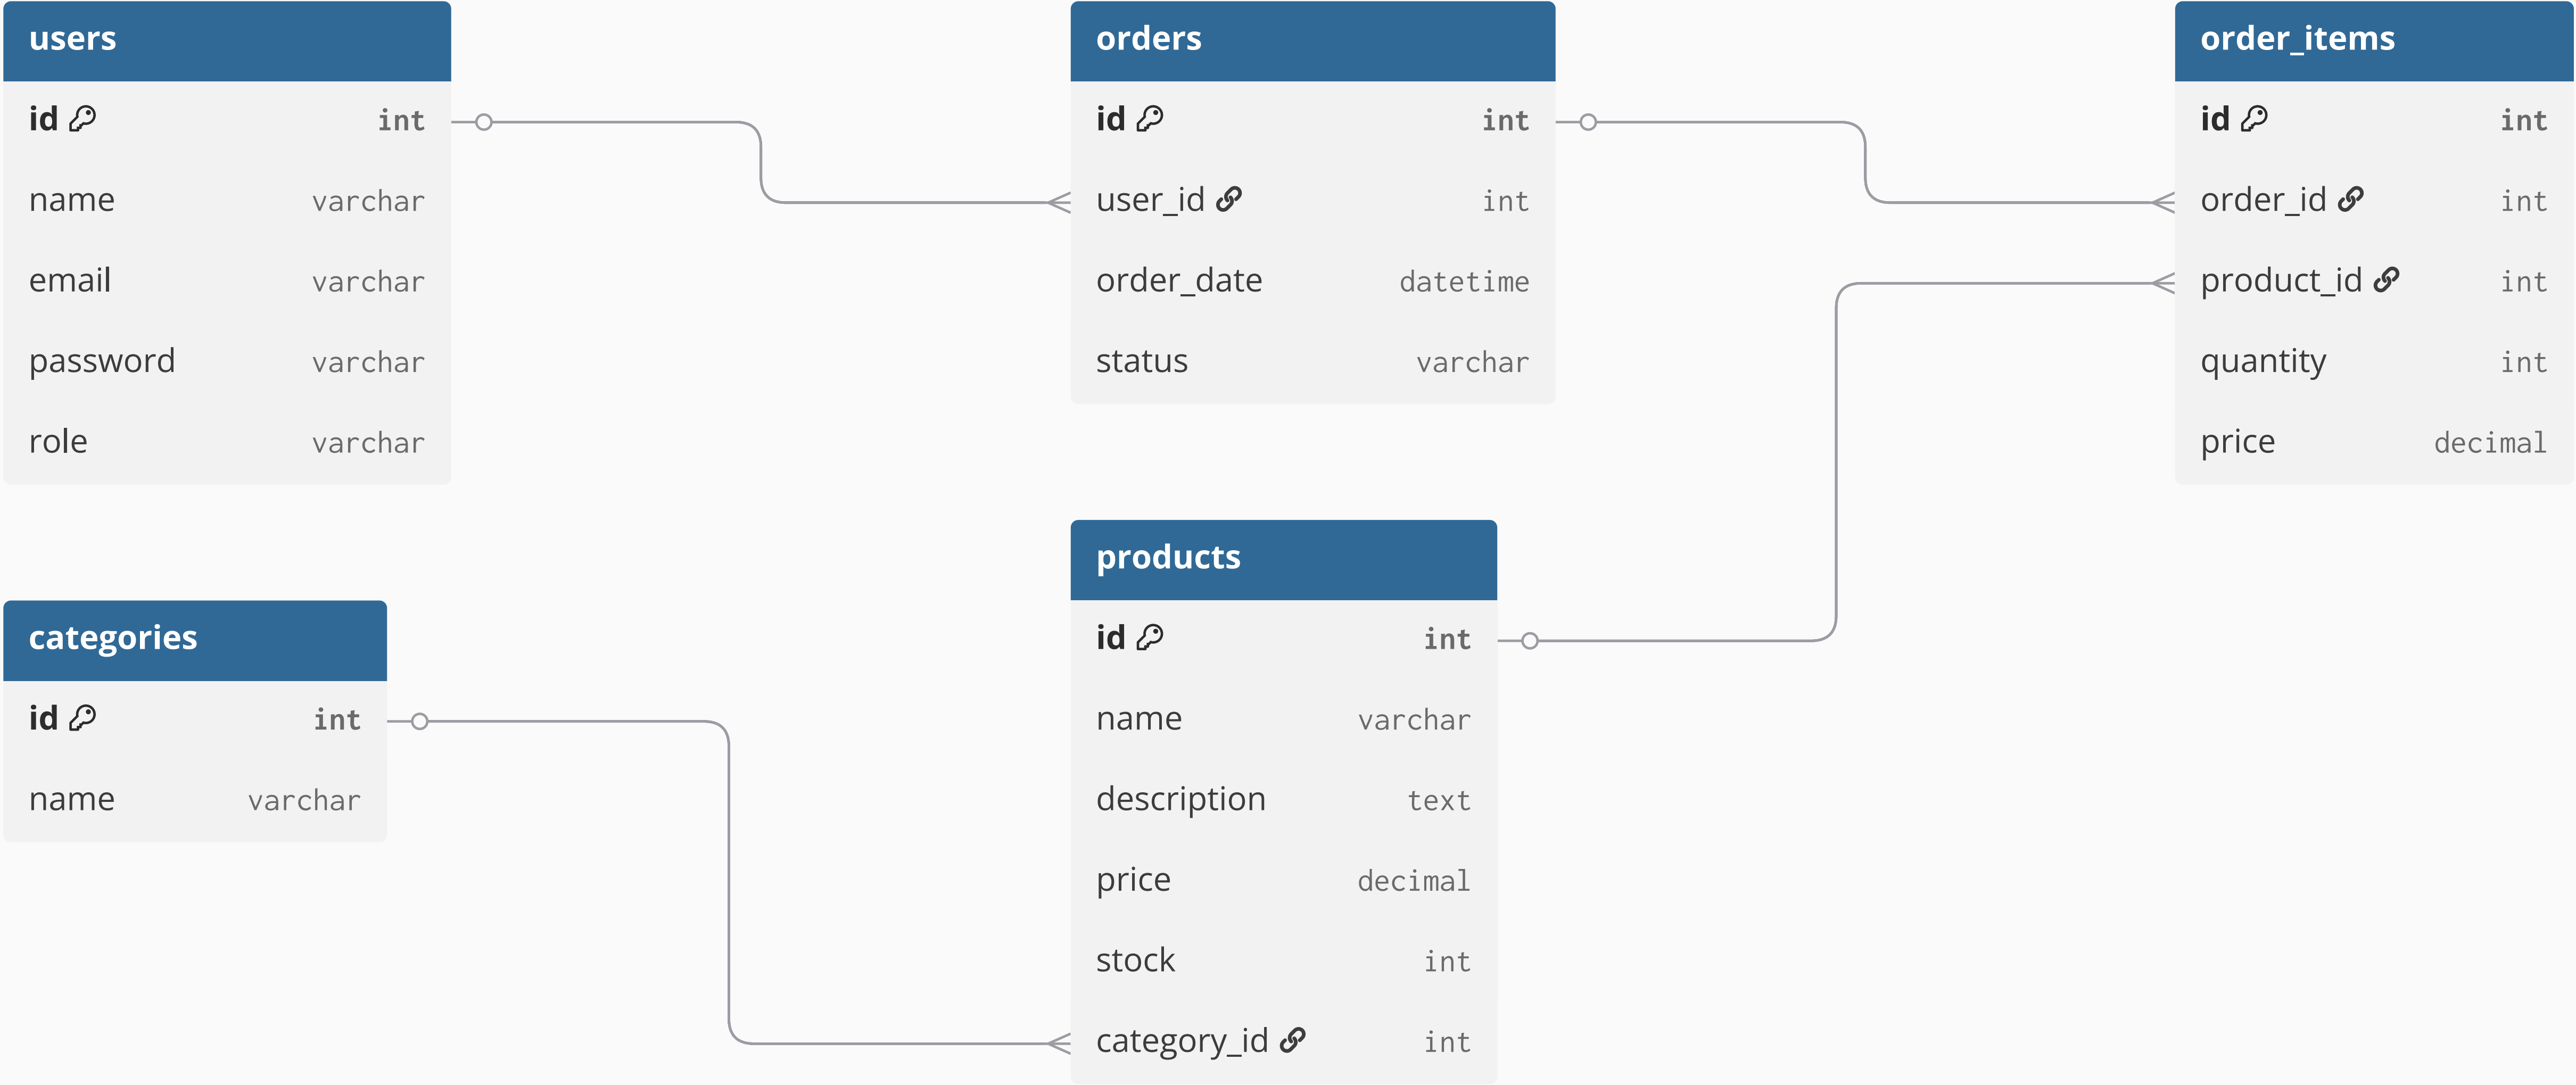 users
id int
name varchar
email varchar
password varchar
role varchar
orders
id int
user_id int
order_date datetime
status varchar
order_items
id int
order_id int
product_id int
quantity int
price decimal
categories
id int
name varchar
products
id int
name varchar
description text
price decimal
stock int
category_id int